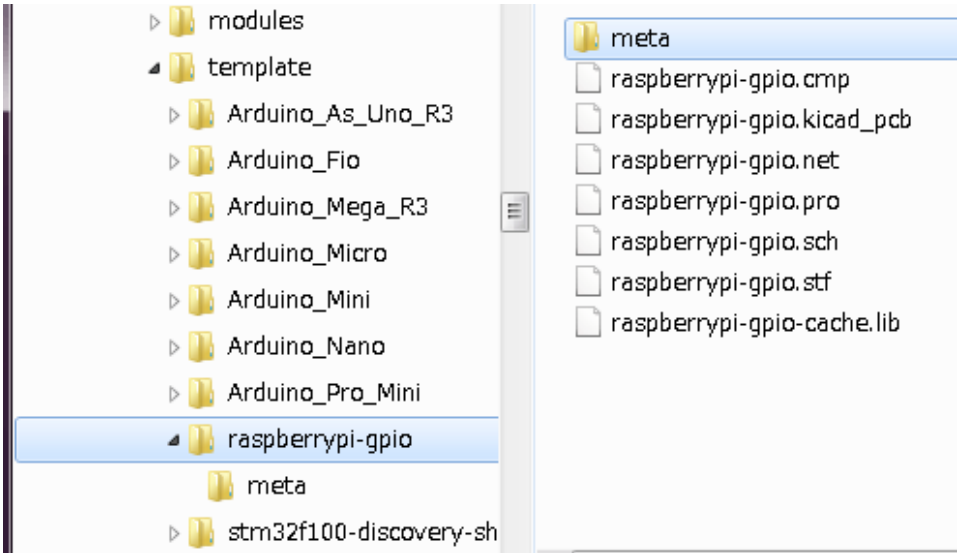 modules
template
Arduino_As_Uno_R3
Arduino_Fio
Arduino_Mega_R3
Arduino_Micro
Arduino_Mini
Arduino_Nano
Arduino_Pro_Mini
raspberrypi-gpio
meta
stm32f100-discovery-sh
meta
raspberrypi-gpio.cmp
raspberrypi-gpio.kicad_pcb
raspberrypi-gpio.net
raspberrypi-gpio.pro
raspberrypi-gpio.sch
raspberrypi-gpio.stf
raspberrypi-gpio-cache.lib